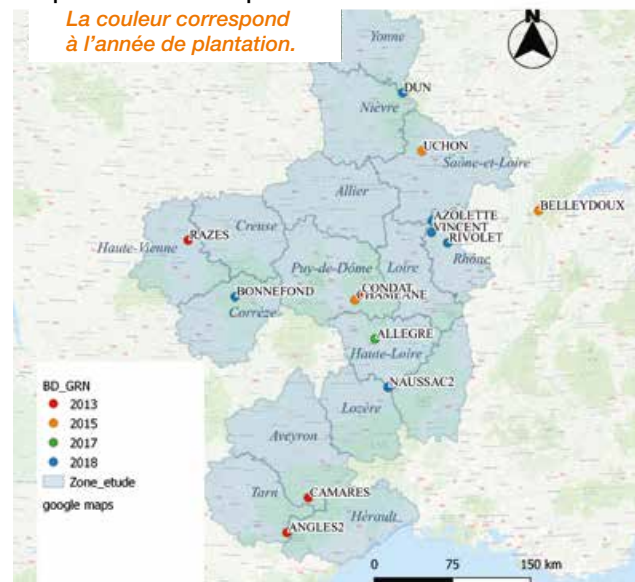 La couleur correspond
à l’année de plantation.
N
Yonne
DUN
Nièvre
UCHON
Saône-et-Loire
Allier
AZOLETTE
BELLEYDOUX
VINCENT
RIVOLET
RAZES
Creuse
Haute-Vienne
Puy-de-Dôme
Loire
Rhône
BONNEFOND
CONDAT
Corrèze
ALLEGRE
Haute-Loire
NAUSSAC2
BD_GRN
2013
2015
2017
2018
Zone_etude
google maps
Lozère
Aveyron
Tarn
CAMARES
Hérault
ANGLES2
0 75 150 km